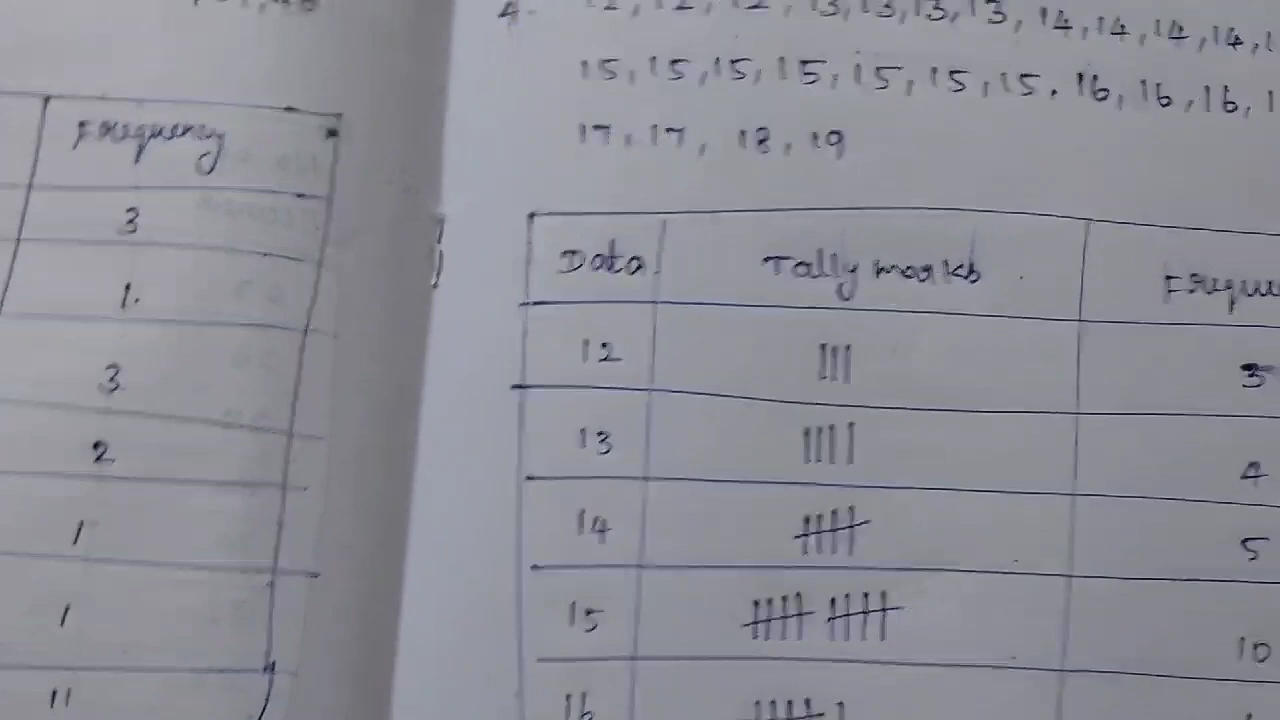 Frequency
3
1.
3
2
1
1
11
4. 12, 12, 12, 13, 13, 13, 13, 14, 14, 14, 14,
15, 15, 15, 15, 15, 15, 15. 16, 16, 16,
17, 17, 18, 19
Data Tally marks
12 ||| 3
13 |||| 4
14 5
15 10
16